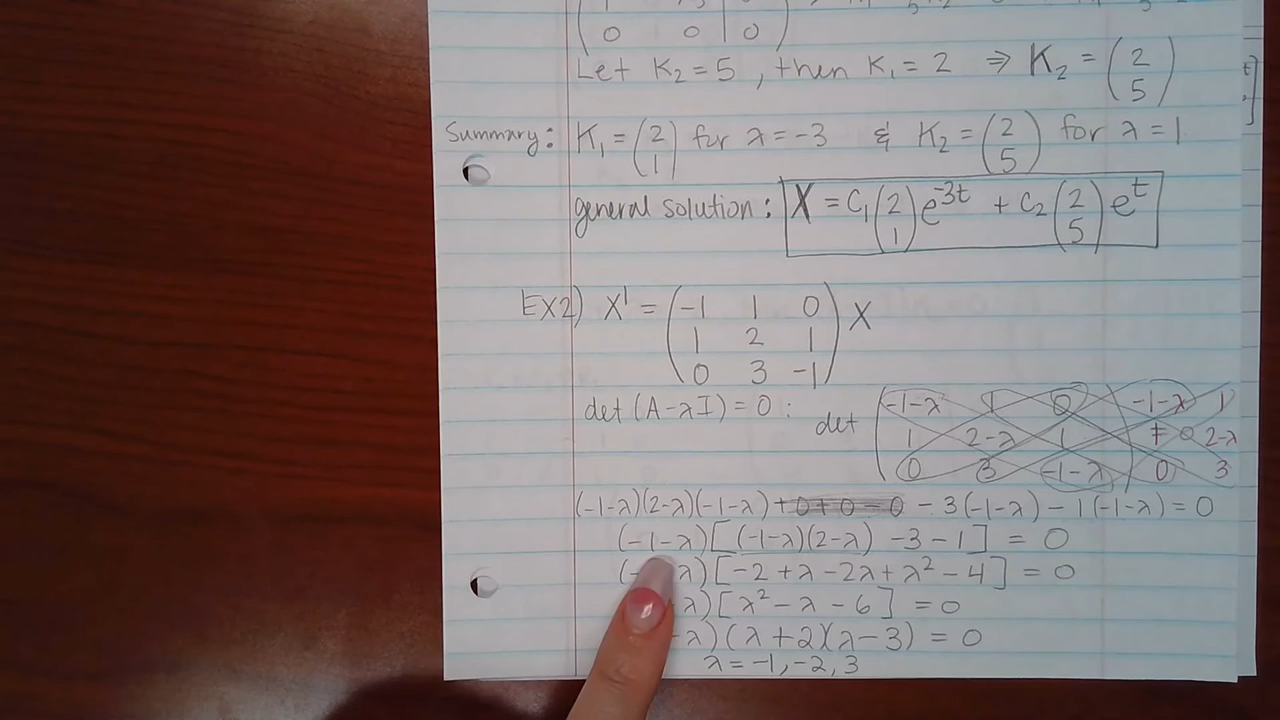 0 0 | 0
Let K₂ = 5, then K₁ = 2 ⇒ K₂ = (2 5)
Summary: K₁ = (2 1) for λ = -3 & K₂ = (2 5) for λ = 1
general solution: X = C₁ (2 1) e^-3t + C₂ (2 5) e^t
EX2) X' = (-1 1 0
1 2 1
0 3 -1) X
det (A-λI) = 0: det (-1-λ 1 0) -1-λ 1
1 2-λ 1 2-λ
0 3 -1-λ 0 3
(-1-λ)(2-λ)(-1-λ) +0+0-0 - 3(-1-λ) - 1(-1-λ) = 0
(-1-λ)[(-1-λ)(2-λ) -3-1] = 0
λ)[-2+λ-2λ+λ²-4] = 0
λ)[λ²-λ-6] = 0
-λ)(λ+2)(λ-3) = 0
λ = -1, -2, 3